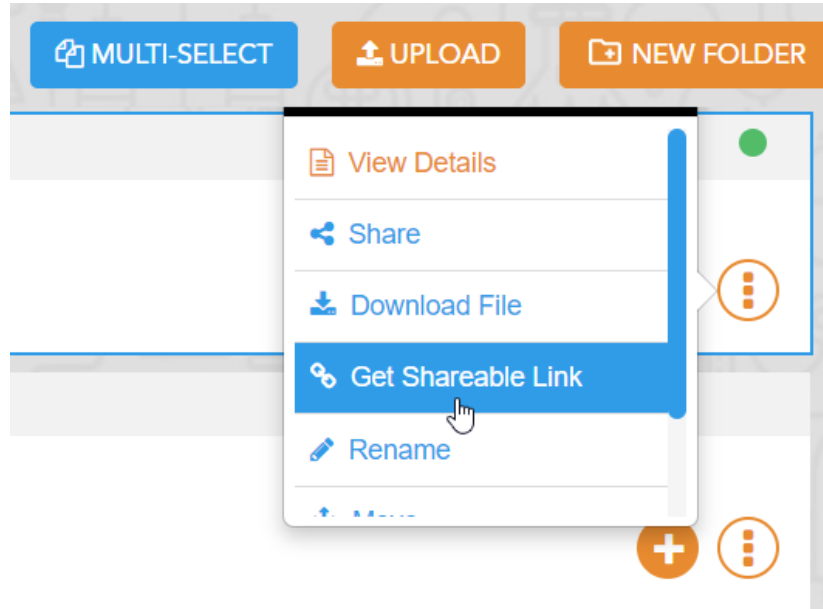 MULTI-SELECT
UPLOAD
NEW FOLDER
View Details
Share
Download File
Get Shareable Link
Rename